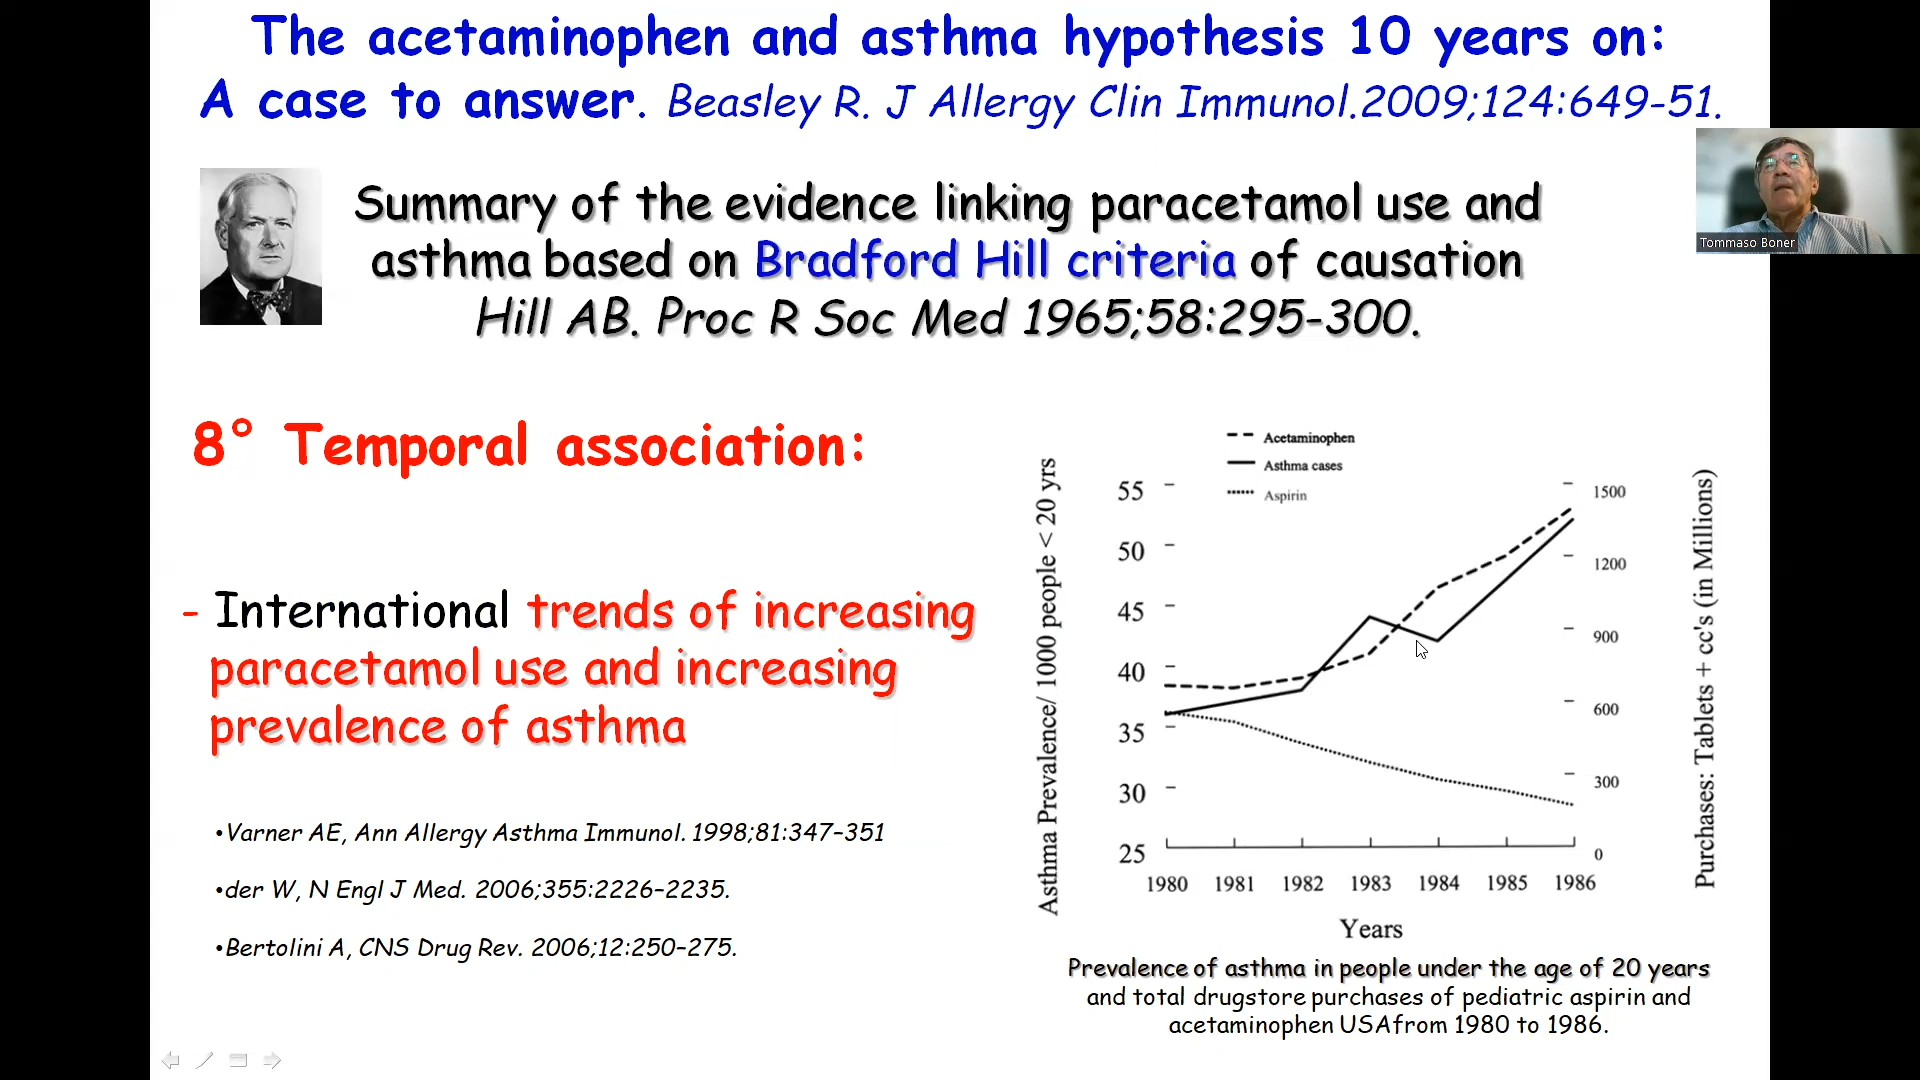 The acetaminophen and asthma hypothesis 10 years on:
A case to answer. Beasley R. J Allergy Clin Immunol.2009;124:649-51.
Tommaso Boner
Summary of the evidence linking paracetamol use and
asthma based on Bradford Hill criteria of causation
Hill AB. Proc R Soc Med 1965;58:295-300.
8° Temporal association:
- International trends of increasing
paracetamol use and increasing
prevalence of asthma
•Varner AE, Ann Allergy Asthma Immunol. 1998;81:347–351
•der W, N Engl J Med. 2006;355:2226–2235.
•Bertolini A, CNS Drug Rev. 2006;12:250–275.
Acetaminophen
Asthma cases
Aspirin
Asthma Prevalence/ 1000 people < 20 yrs
55
50
45
40
35
30
25
1500
1200
900
600
300
0
Purchases: Tablets + cc's (in Millions)
1980 1981 1982 1983 1984 1985 1986
Years
Prevalence of asthma in people under the age of 20 years
and total drugstore purchases of pediatric aspirin and
acetaminophen USAfrom 1980 to 1986.